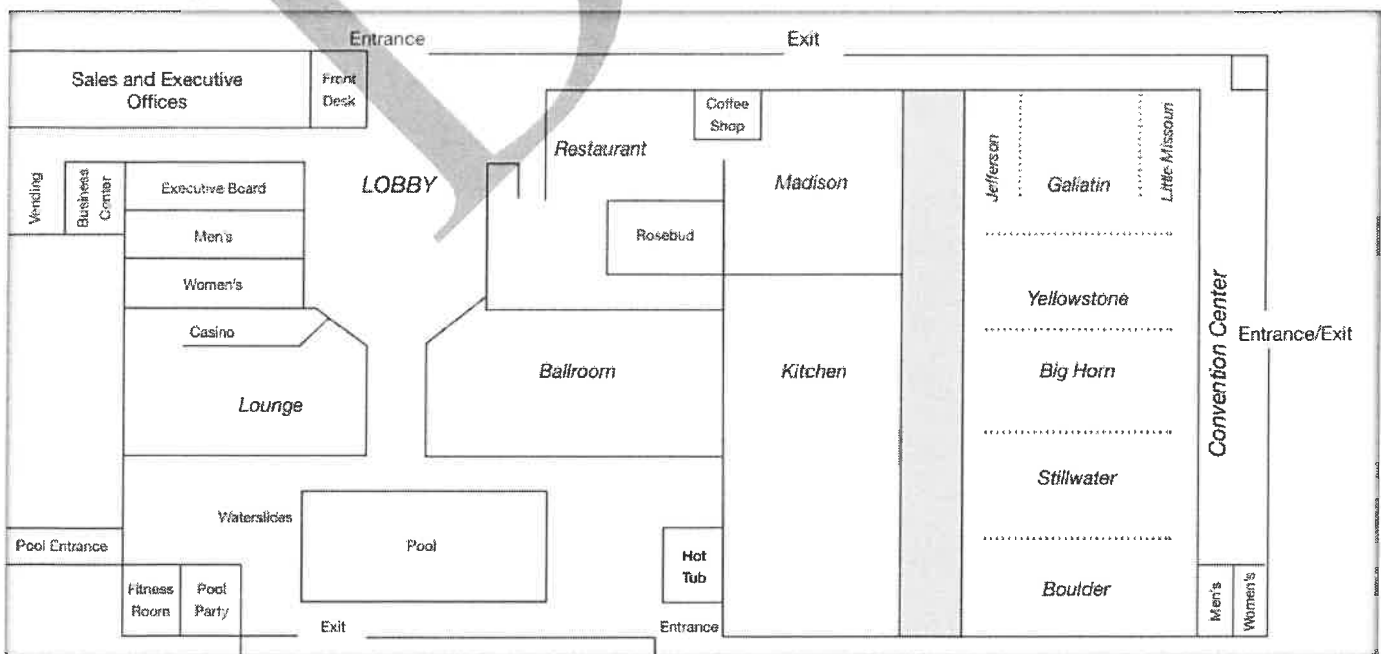 Entrance
Exit
Sales and Executive
Offices
Front
Desk
Coffee
Shop
Restaurant
LOBBY
Madison
Jefferson
Gallatin
Little Missouri
Vending
Business
Center
Executive Board
Men's
Rosebud
Women's
Yellowstone
Casino
Entrance/Exit
Convention Center
Ballroom
Kitchen
Big Horn
Lounge
Stillwater
Waterslides
Pool Entrance
Pool
Hot
Tub
Fitness
Room
Pool
Party
Boulder
Men's
Women's
Exit
Entrance